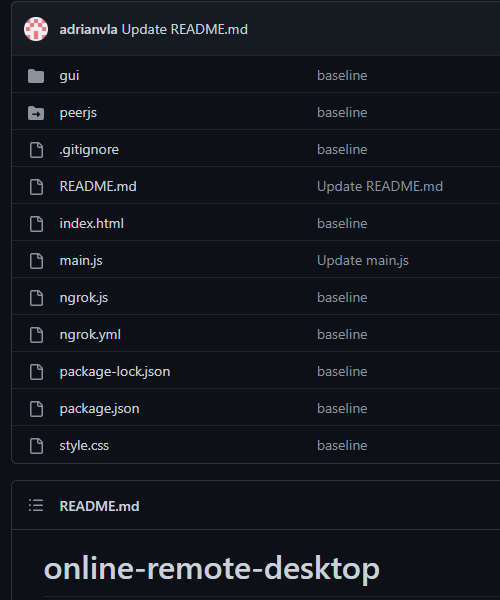 adrianvla Update README.md
gui baseline
peerjs baseline
.gitignore baseline
README.md Update README.md
index.html baseline
main.js Update main.js
ngrok.js baseline
ngrok.yml baseline
package-lock.json baseline
package.json baseline
style.css baseline
README.md
online-remote-desktop